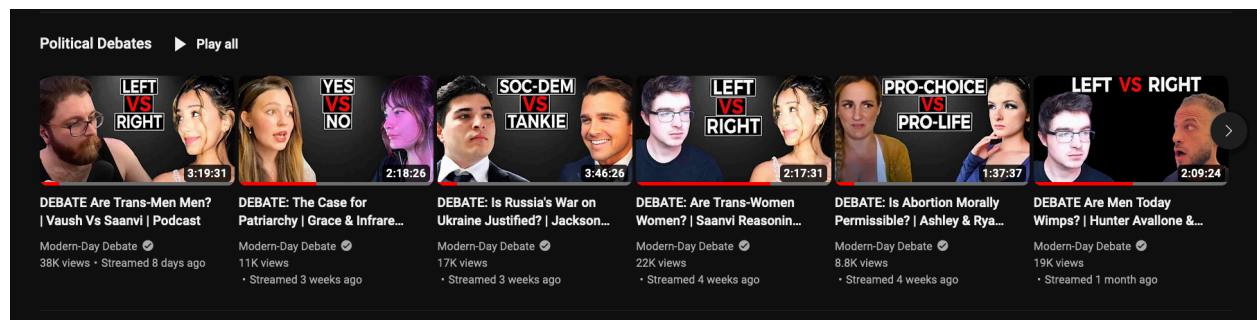 Political Debates Play all
LEFT
VS
RIGHT
3:19:31
DEBATE Are Trans-Men Men?
| Vaush Vs Saanvi | Podcast
Modern-Day Debate
38K views • Streamed 8 days ago
YES
VS
NO
2:18:26
DEBATE: The Case for
Patriarchy | Grace & Infrare...
Modern-Day Debate
11K views
• Streamed 3 weeks ago
SOC-DEM
VS
TANKIE
3:46:26
DEBATE: Is Russia's War on
Ukraine Justified? | Jackson...
Modern-Day Debate
17K views
• Streamed 3 weeks ago
LEFT
VS
RIGHT
2:17:31
DEBATE: Are Trans-Women
Women? | Saanvi Reasonin...
Modern-Day Debate
22K views
• Streamed 4 weeks ago
PRO-CHOICE
VS
PRO-LIFE
1:37:37
DEBATE: Is Abortion Morally
Permissible? | Ashley & Rya...
Modern-Day Debate
8.8K views
• Streamed 4 weeks ago
LEFT VS RIGHT
2:09:24
DEBATE Are Men Today
Wimps? | Hunter Avallone &...
Modern-Day Debate
19K views
• Streamed 1 month ago